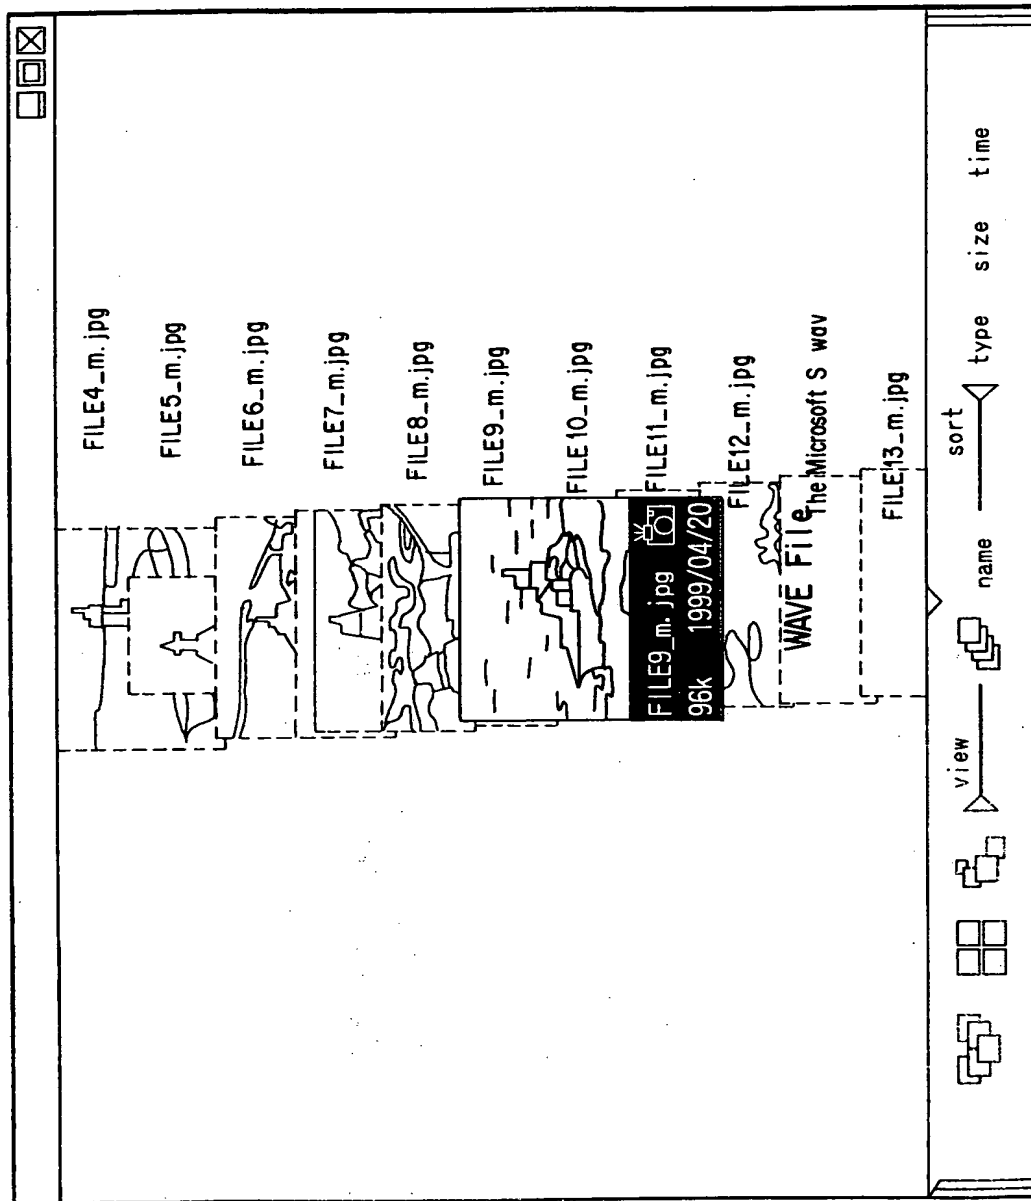 FILE4_m.jpg
FILE5_m.jpg
FILE6_m.jpg
FILE7_m.jpg
FILE8_m.jpg
FILE9_m.jpg
FILE10_m.jpg
FILE11_m.jpg
FILE12_m.jpg
The Microsoft S wav
FILE13_m.jpg
FILE9_m.jpg
96k 1999/04/20
WAVE File
view
sort
name type size time